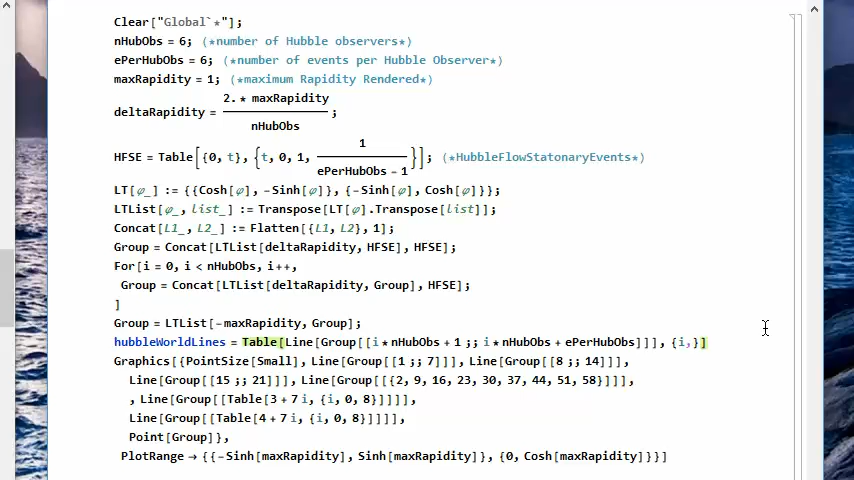 Clear["Global`*"];
nHubObs = 6; (*number of Hubble observers*)
ePerHubObs = 6; (*number of events per Hubble Observer*)
maxRapidity = 1; (*maximum Rapidity Rendered*)
deltaRapidity = 2.* maxRapidity / nHubObs ;
HFSE = Table[{0, t}, {t, 0, 1, 1 / ePerHubObs - 1}]; (*HubbleFlowStatonaryEvents*)
LT[φ_] := {{Cosh[φ], -Sinh[φ]}, {-Sinh[φ], Cosh[φ]}};
LTList[φ_, list_] := Transpose[LT[φ].Transpose[list]];
Concat[L1_, L2_] := Flatten[{L1, L2}, 1];
Group = Concat[LTList[deltaRapidity, HFSE], HFSE];
For[i = 0, i < nHubObs, i++,
Group = Concat[LTList[deltaRapidity, Group], HFSE];
]
Group = LTList[-maxRapidity, Group];
hubbleWorldLines = Table[Line[Group[[i*nHubObs + 1 ;; i*nHubObs + ePerHubObs]]], {i,}]
Graphics[{PointSize[Small], Line[Group[[1 ;; 7]]], Line[Group[[8 ;; 14]]],
Line[Group[[15 ;; 21]]], Line[Group[[{2, 9, 16, 23, 30, 37, 44, 51, 58}]]],
, Line[Group[[Table[3 + 7 i, {i, 0, 8}]]]],
Line[Group[[Table[4 + 7 i, {i, 0, 8}]]]],
Point[Group]},
PlotRange → {{-Sinh[maxRapidity], Sinh[maxRapidity]}, {0, Cosh[maxRapidity]}}]